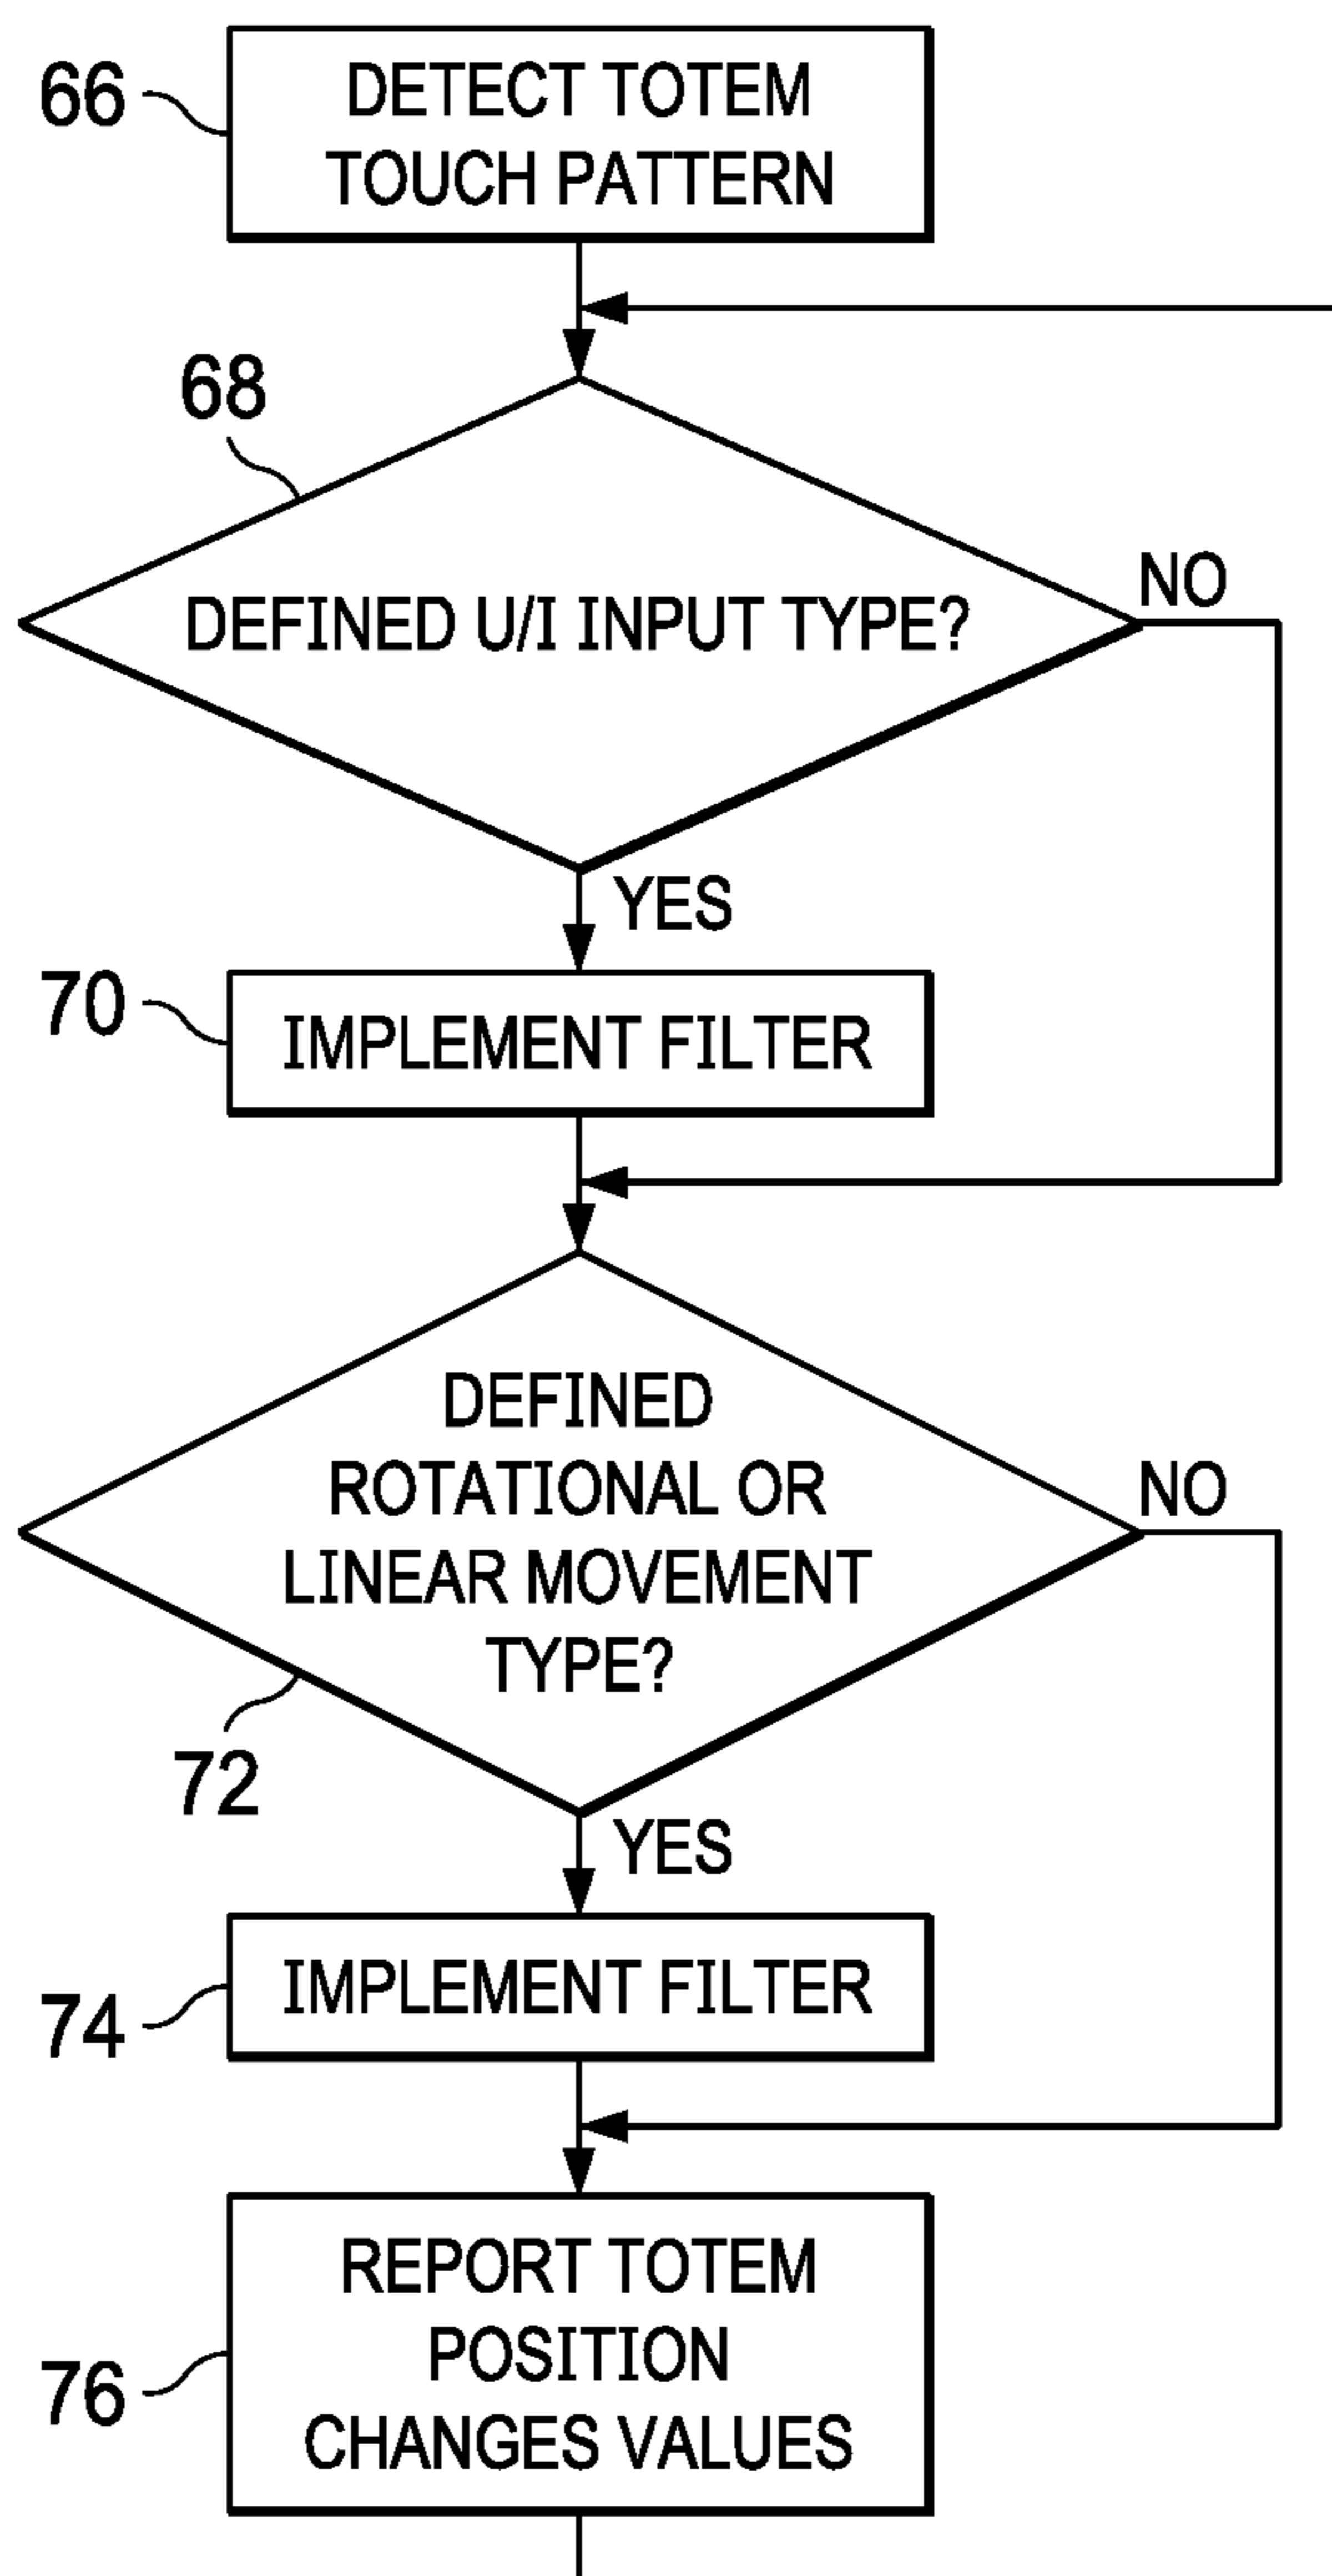 66
DETECT TOTEM
TOUCH PATTERN
68
DEFINED U/I INPUT TYPE?
NO
YES
70
IMPLEMENT FILTER
DEFINED
ROTATIONAL OR
LINEAR MOVEMENT
TYPE?
NO
72
YES
74
IMPLEMENT FILTER
76
REPORT TOTEM
POSITION
CHANGES VALUES